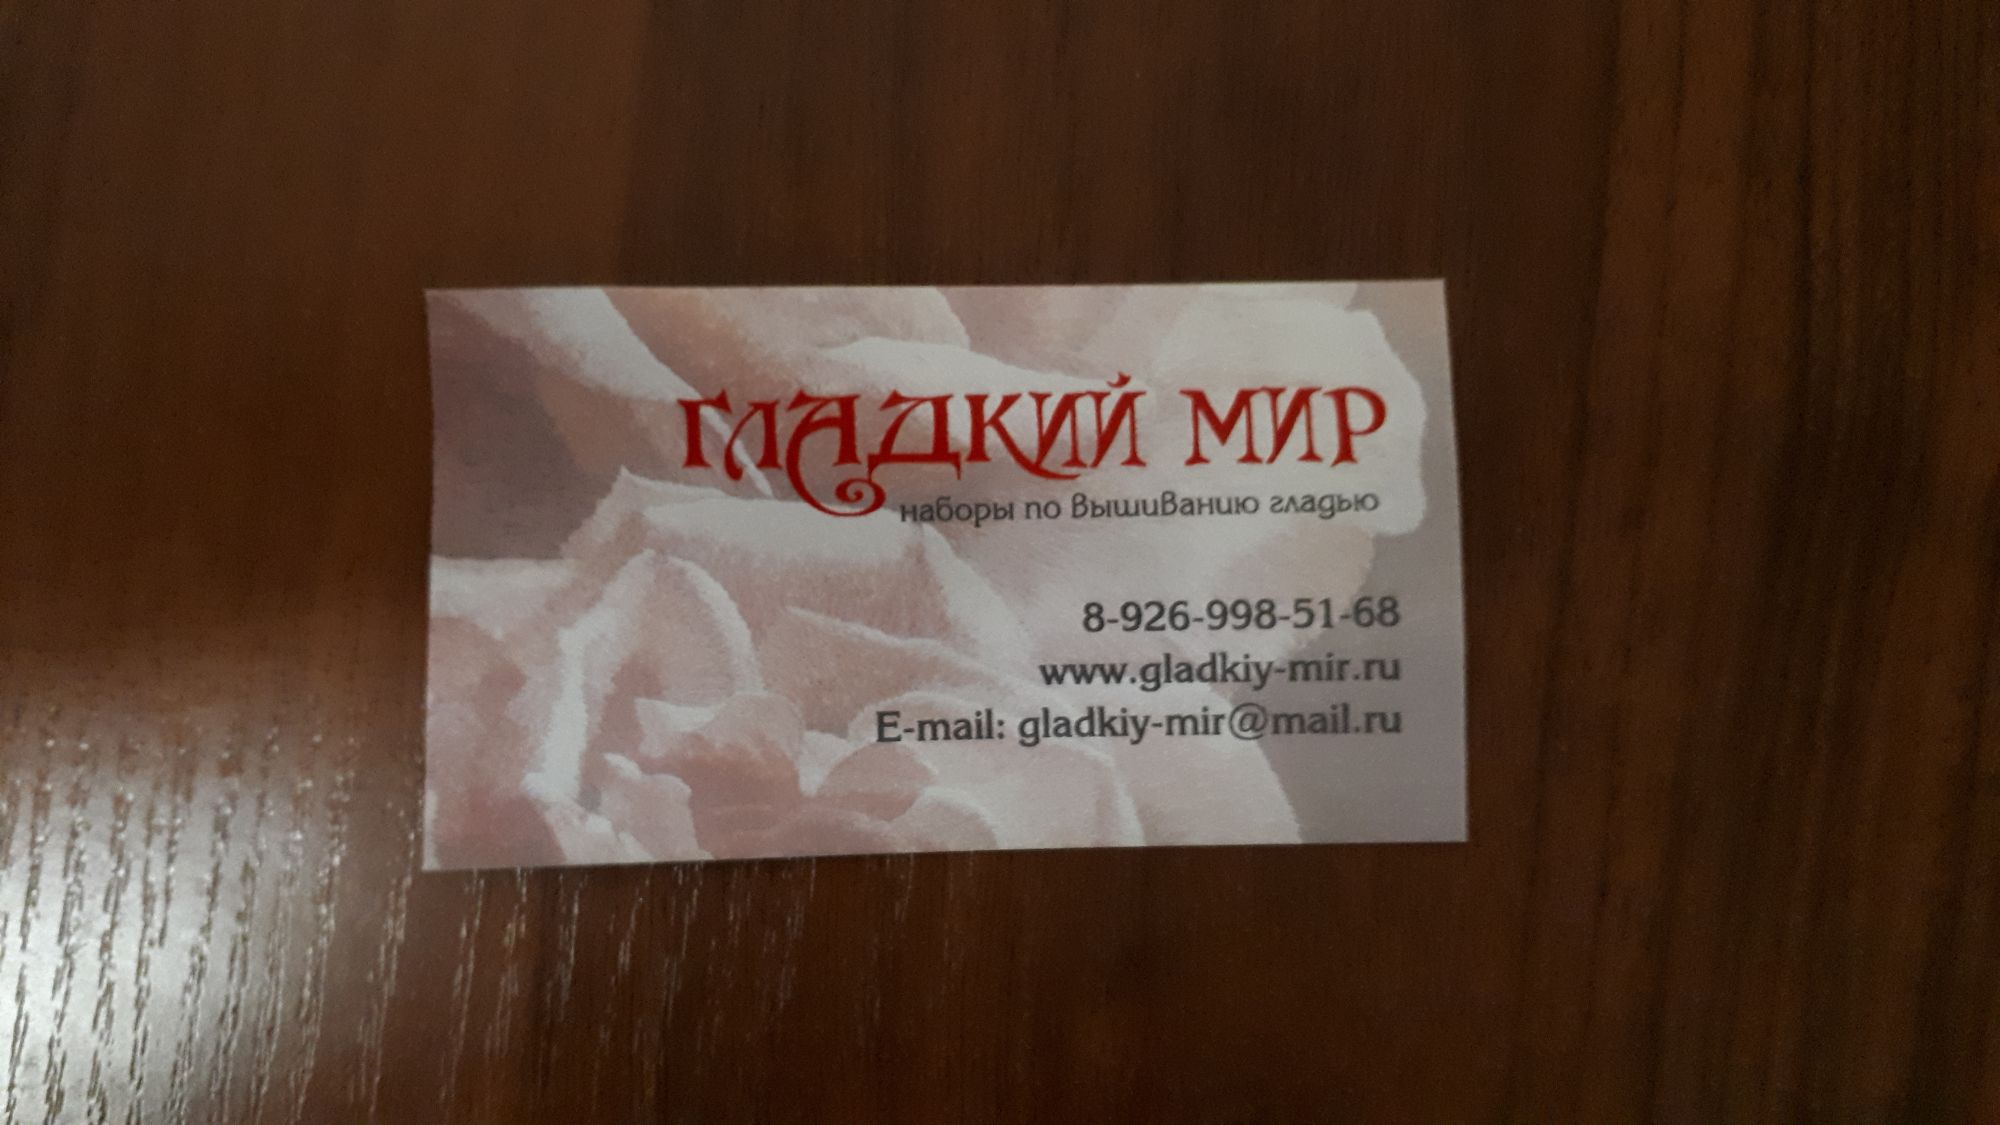 ГЛАДКИЙ МИР
наборы по вышиванию гладью
8-926-998-51-68
www.gladkiy-mir.ru
E-mail: gladkiy-mir@mail.ru